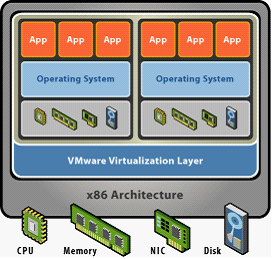 App App App App App App
Operating System Operating System
VMware Virtualization Layer
x86 Architecture
CPU Memory NIC Disk